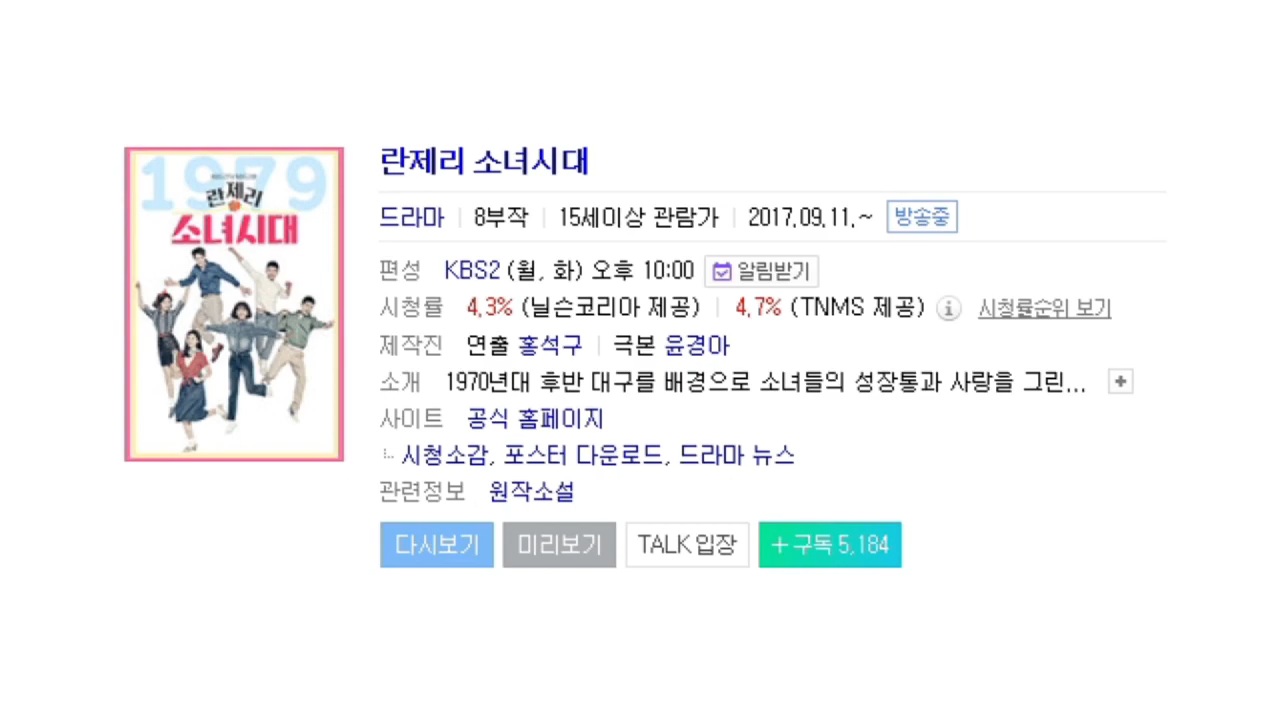 1979
란제리
소녀시대
란제리 소녀시대
드라마 8부작 15세이상 관람가 2017.09.11.~ 방송중
편성 KBS2 (월, 화) 오후 10:00 알림받기
시청률 4.3% (닐슨코리아 제공) 4.7% (TNMS 제공) i 시청률순위 보기
제작진 연출 홍석구 극본 윤경아
소개 1970년대 후반 대구를 배경으로 소녀들의 성장통과 사랑을 그린... +
사이트 공식 홈페이지
시청소감, 포스터 다운로드, 드라마 뉴스
관련정보 원작소설
다시보기 미리보기 TALK 입장 + 구독 5,184